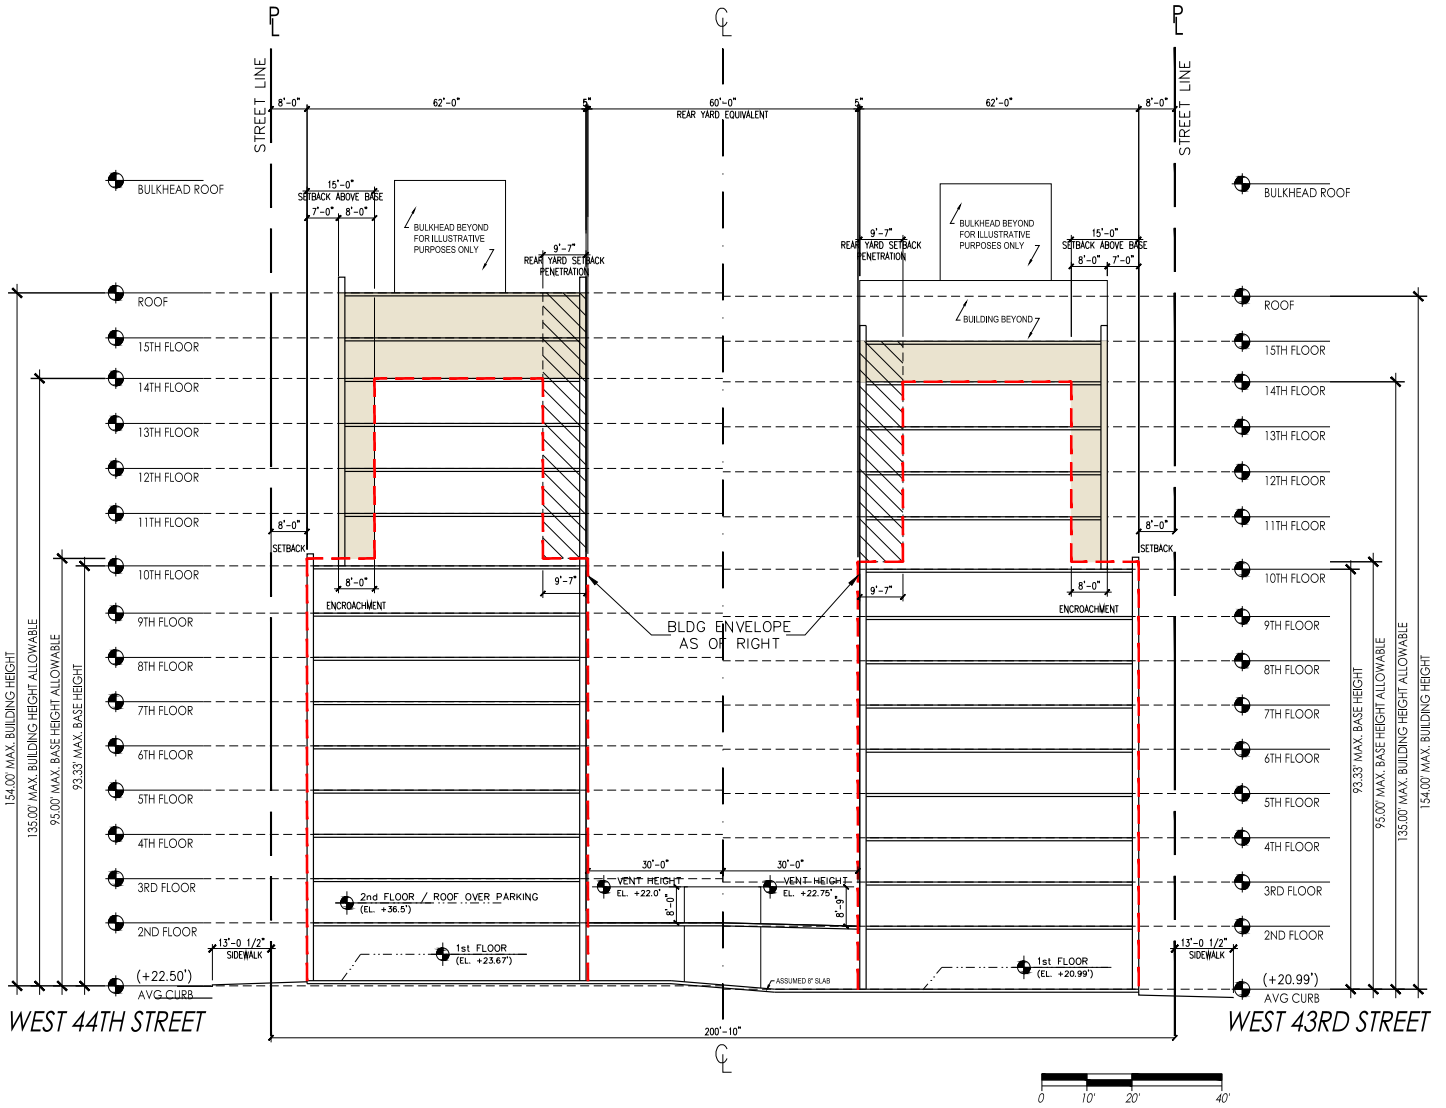 PL
CL
PL
STREET LINE
STREET LINE
8'-0"
62'-0"
5"
60'-0"
5"
62'-0"
8'-0"
REAR YARD EQUIVALENT
BULKHEAD ROOF
BULKHEAD ROOF
15'-0"
SETBACK ABOVE BASE
7'-0"
8'-0"
BULKHEAD BEYOND
FOR ILLUSTRATIVE
PURPOSES ONLY
9'-7"
REAR YARD SETBACK
PENETRATION
9'-7"
REAR YARD SETBACK
PENETRATION
BULKHEAD BEYOND
FOR ILLUSTRATIVE
PURPOSES ONLY
15'-0"
SETBACK ABOVE BASE
8'-0"
7'-0"
BUILDING BEYOND
ROOF
15TH FLOOR
14TH FLOOR
13TH FLOOR
12TH FLOOR
11TH FLOOR
10TH FLOOR
9TH FLOOR
8TH FLOOR
7TH FLOOR
6TH FLOOR
5TH FLOOR
4TH FLOOR
3RD FLOOR
2ND FLOOR
(+22.50')
AVG CURB
ROOF
15TH FLOOR
14TH FLOOR
13TH FLOOR
12TH FLOOR
11TH FLOOR
10TH FLOOR
9TH FLOOR
8TH FLOOR
7TH FLOOR
6TH FLOOR
5TH FLOOR
4TH FLOOR
3RD FLOOR
2ND FLOOR
(+20.99')
AVG CURB
8'-0"
SETBACK
8'-0"
SETBACK
8'-0"
ENCROACHMENT
9'-7"
9'-7"
8'-0"
ENCROACHMENT
BLDG ENVELOPE
AS OF RIGHT
154.00' MAX. BUILDING HEIGHT
135.00' MAX. BUILDING HEIGHT ALLOWABLE
95.00' MAX. BASE HEIGHT ALLOWABLE
93.33' MAX. BASE HEIGHT
93.33' MAX. BASE HEIGHT
95.00' MAX. BASE HEIGHT ALLOWABLE
135.00' MAX. BUILDING HEIGHT ALLOWABLE
154.00' MAX. BUILDING HEIGHT
30'-0"
30'-0"
VENT HEIGHT
EL. +22.0'
VENT HEIGHT
EL. +22.75'
8'-0"
8'-9"
2nd FLOOR / ROOF OVER PARKING
(EL. +36.5')
1st FLOOR
(EL. +23.67')
1st FLOOR
(EL. +20.99')
ASSUMED 8" SLAB
13'-0 1/2"
SIDEWALK
13'-0 1/2"
SIDEWALK
WEST 44TH STREET
WEST 43RD STREET
200'-10"
CL
0
10'
20'
40'